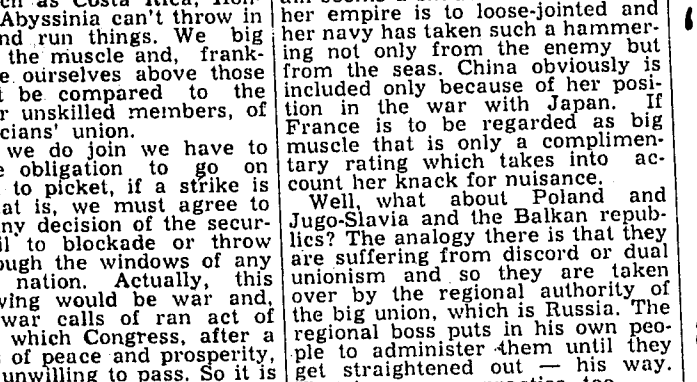 ch as Costa Rica, Hon-
Abyssinia can't throw in
nd run things. We big
the muscle and, frank-
e ourselves above those
t be compared to the
r unskilled members, of
cians' union.
we do join we have to
e obligation to go on
to picket, if a strike is
at is, we must agree to
ny decision of the secur-
il to blockade or throw
ough the windows of any
nation. Actually, this
wing would be war and,
war calls of ran act of
which Congress, after a
of peace and prosperity,
unwilling to pass. So it is
her empire is to loose-jointed and
her navy has taken such a hammer-
ing not only from the enemy but
from the seas. China obviously is
included only because of her posi-
tion in the war with Japan. If
France is to be regarded as big
muscle that is only a complimen-
tary rating which takes into ac-
count her knack for nuisance.
Well, what about Poland and
Jugo-Slavia and the Balkan repub-
lics? The analogy there is that they
are suffering from discord or dual
unionism and so they are taken
over by the regional authority of
the big union, which is Russia. The
regional boss puts in his own peo-
ple to administer them until they
get straightened out — his way.